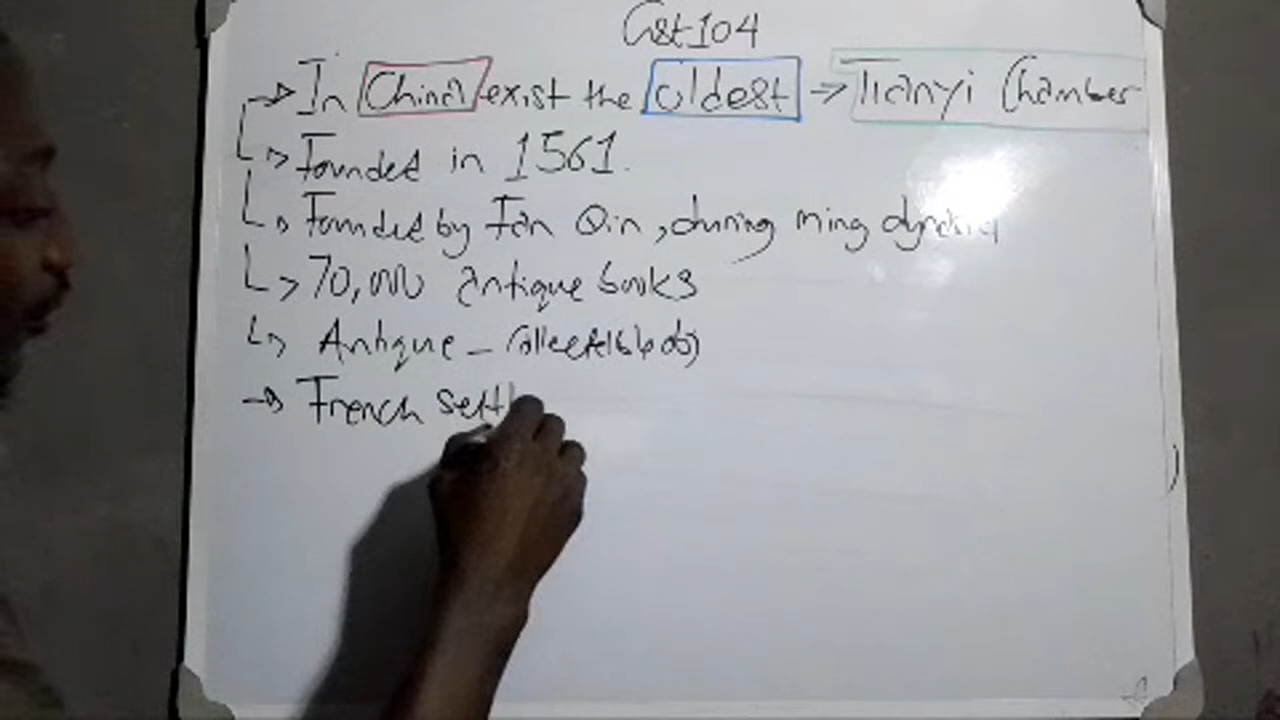 Gst 104
→ In China exist the oldest → Tianyi Chamber
→ Founded in 1561.
→ Founded by Fan Qin, during ming
→ 70,000 antique books
→ Antique - obj
→ French sett